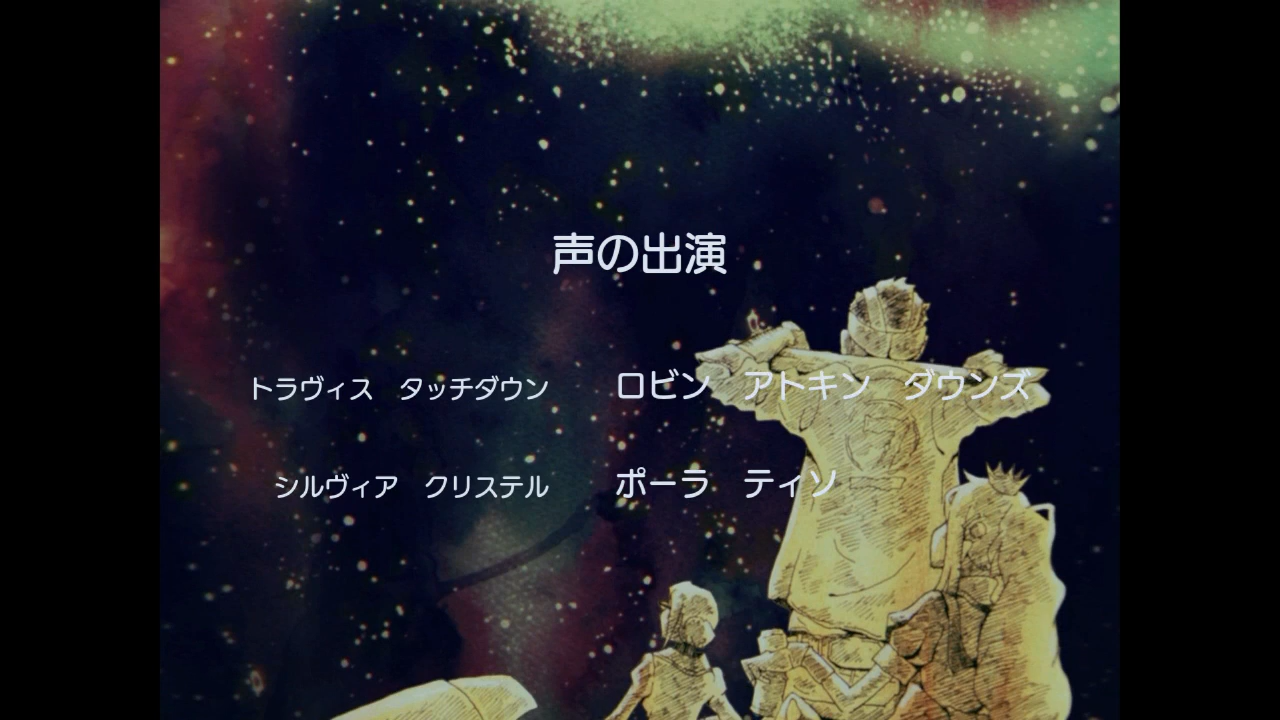 声の出演
トラヴィス　タッチダウン　　ロビン　アトキン　ダウンズ
シルヴィア　クリステル　　ポーラ　ティソ